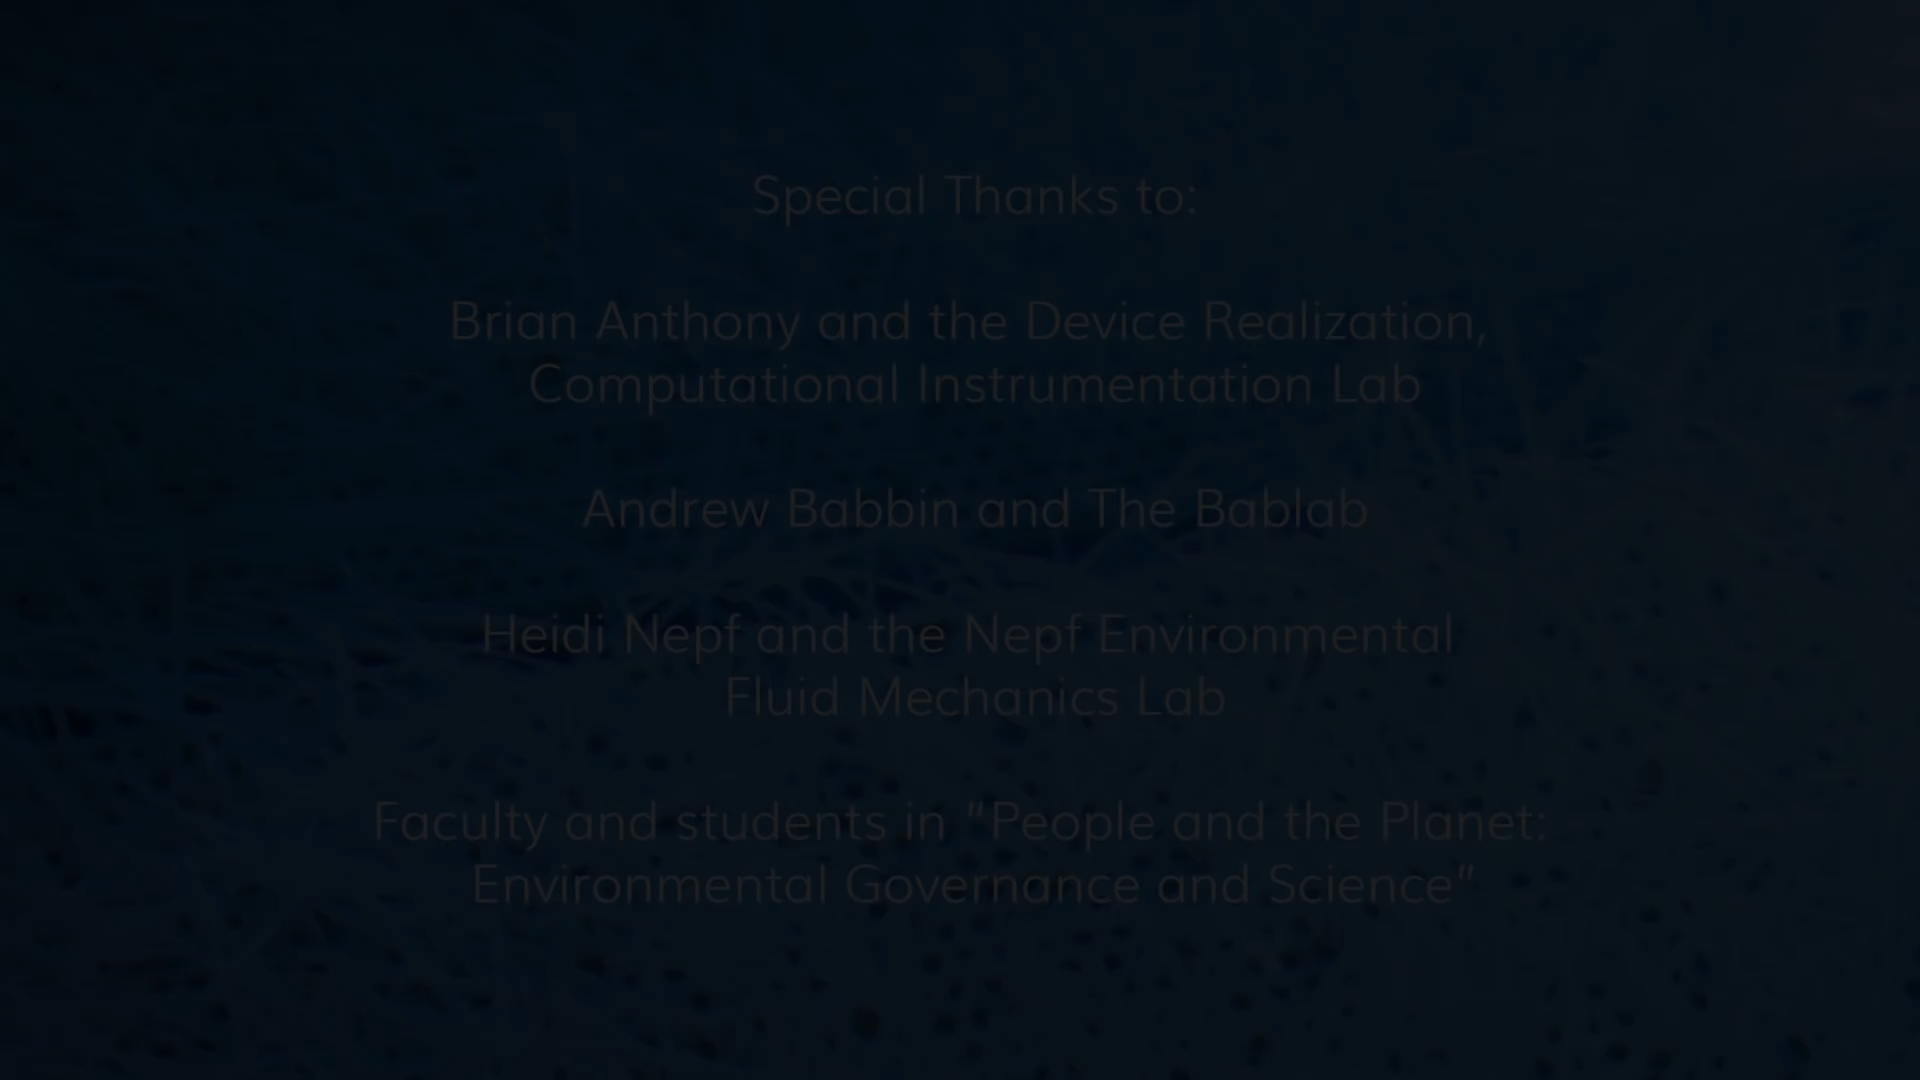 Special Thanks to:
Brian Anthony and the Device Realization,
Computational Instrumentation Lab
Andrew Babbin and The Bablab
Heidi Nepf and the Nepf Environmental
Fluid Mechanics Lab
Faculty and students in "People and the Planet:
Environmental Governance and Science"